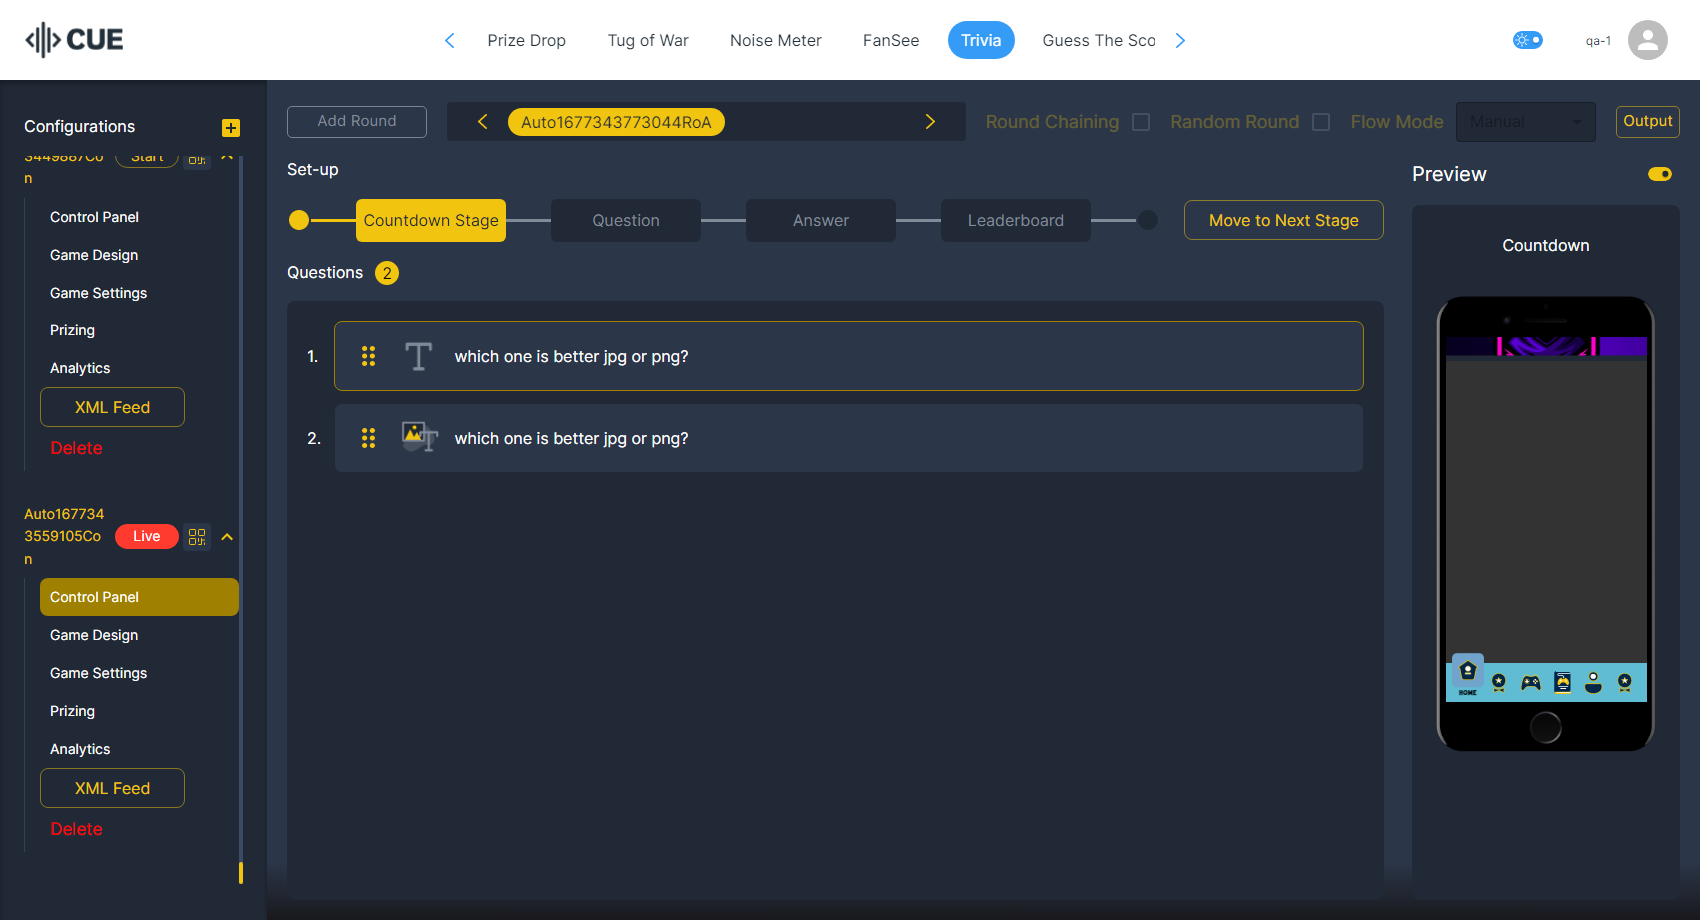 CUE
Prize Drop
Tug of War
Noise Meter
FanSee
Trivia
Guess The Sco
qa-1
Configurations
3449887Co
n
Start
Control Panel
Game Design
Game Settings
Prizing
Analytics
XML Feed
Delete
Auto167734
3559105Co
n
Live
Control Panel
Game Design
Game Settings
Prizing
Analytics
XML Feed
Delete
Add Round
Auto1677343773044RoA
Round Chaining
Random Round
Flow Mode
Manual
Output
Set-up
Countdown Stage
Question
Answer
Leaderboard
Move to Next Stage
Questions 2
1. which one is better jpg or png?
2. which one is better jpg or png?
Preview
Countdown
HOME